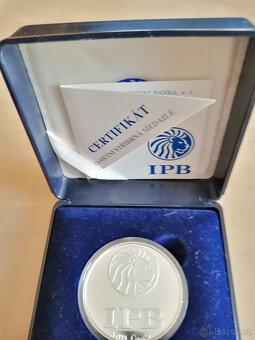 BANKA, a. s.
CERTIFIKÁT
PAMĚTNÍ STŘÍBRNÁ MEDAILE
IPB
IPB